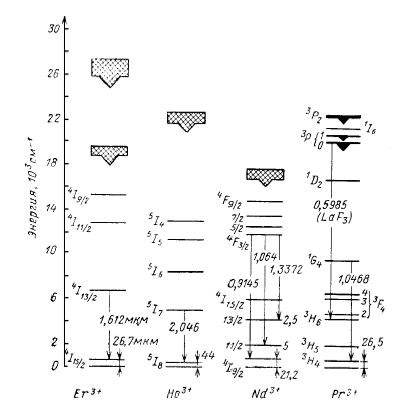 Энергия, 10³ см⁻¹
30
26
22
18
14
10
6
2
0
⁴I₉/₂
⁴I₁₁/₂
⁴I₁₃/₂
1,612мкм
26,7мкм
⁴I₁₅/₂
Er³⁺
⁵I₄
⁵I₅
⁵I₆
⁵I₇
2,046
44
⁵I₈
Ho³⁺
⁴F₉/₂
7/2
5/2
⁴F₃/₂
1,064
1,3372
0,9145
⁴I₁₅/₂
13/2
2,5
11/2
5
⁴I₉/₂
21,2
Nd³⁺
³P₂
¹I₆
³P{1
0
¹D₂
0,5985
(LaF₃)
¹G₄
1,0468
4
3
2
}³F₄
³H₆
³H₅
26,5
³H₄
Pr³⁺